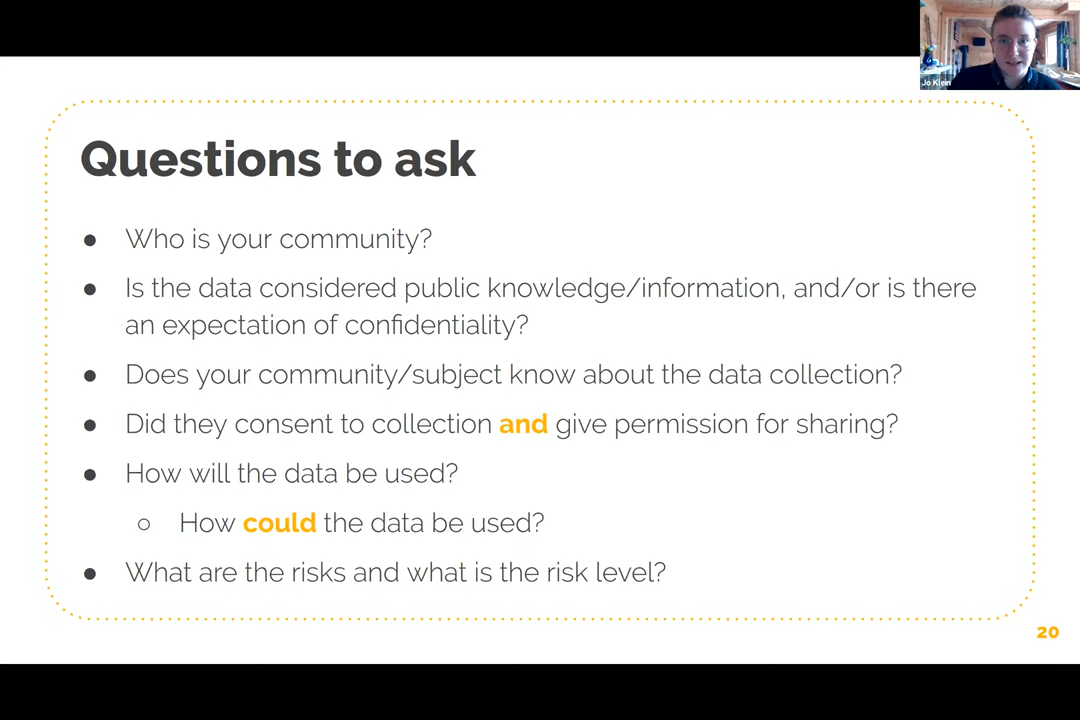 Jo Klein
Questions to ask
● Who is your community?
● Is the data considered public knowledge/information, and/or is there
an expectation of confidentiality?
● Does your community/subject know about the data collection?
● Did they consent to collection and give permission for sharing?
● How will the data be used?
○ How could the data be used?
● What are the risks and what is the risk level?
20